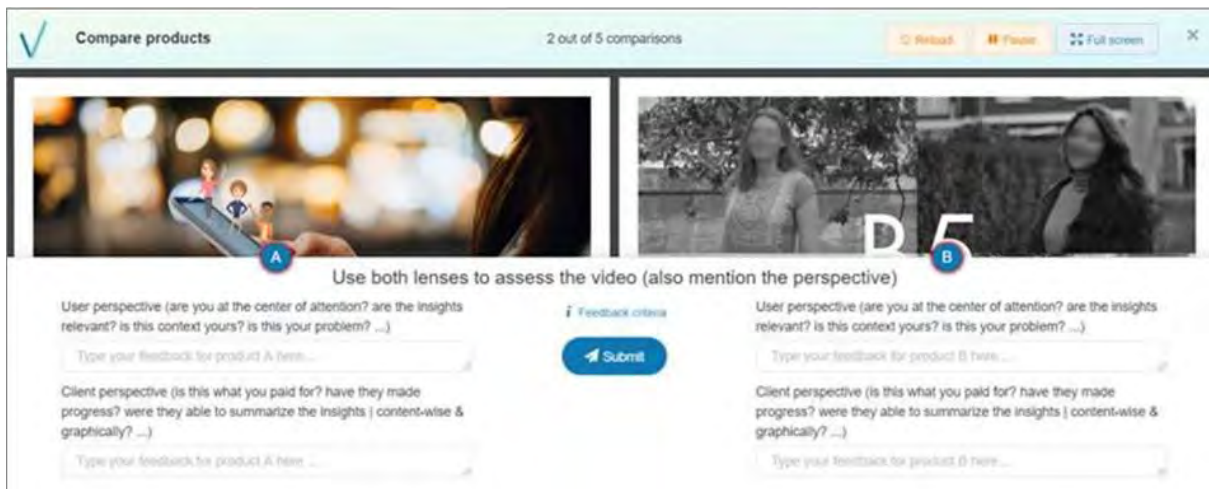 Compare products
2 out of 5 comparisons
Reload
Pause
Full screen
B 5
A
B
Use both lenses to assess the video (also mention the perspective)
User perspective (are you at the center of attention? are the insights
relevant? is this context yours? is this your problem? ...)
Type your feedback for product A here ...
Client perspective (is this what you paid for? have they made
progress? were they able to summarize the insights | content-wise &
graphically? ...)
Type your feedback for product A here ...
i Feedback criteria
Submit
User perspective (are you at the center of attention? are the insights
relevant? is this context yours? is this your problem? ...)
Type your feedback for product B here ...
Client perspective (is this what you paid for? have they made
progress? were they able to summarize the insights | content-wise &
graphically? ...)
Type your feedback for product B here ...